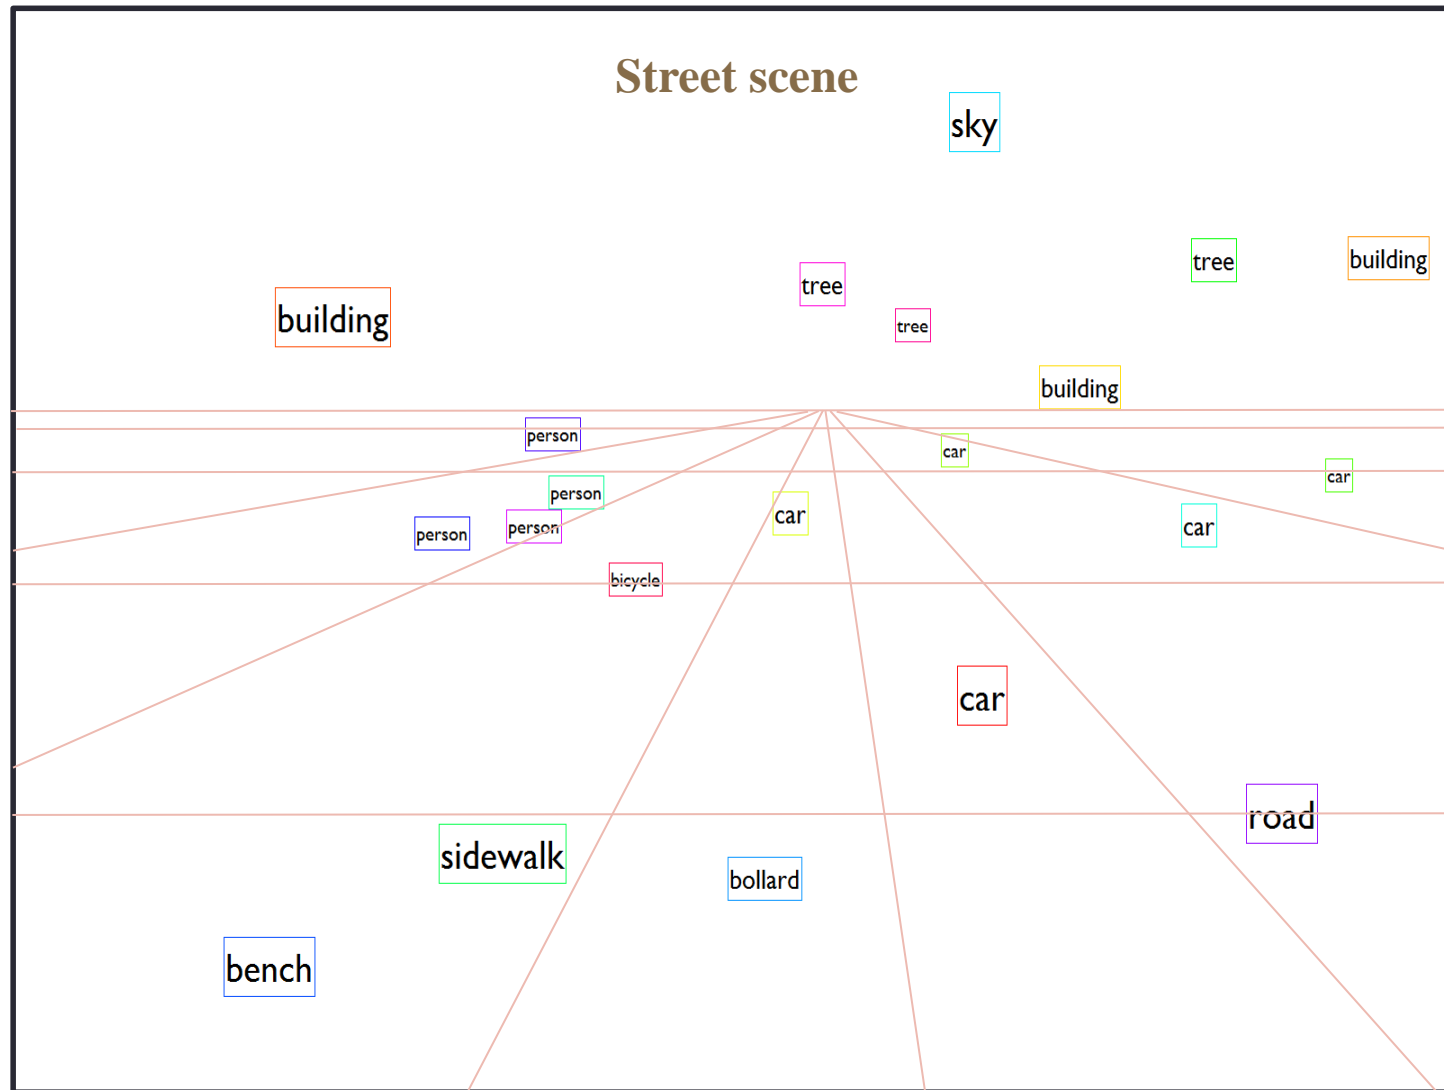 Street scene
sky
tree
building
tree
building
tree
building
person
car
car
person
car
person
person
car
bicycle
car
road
sidewalk
bollard
bench